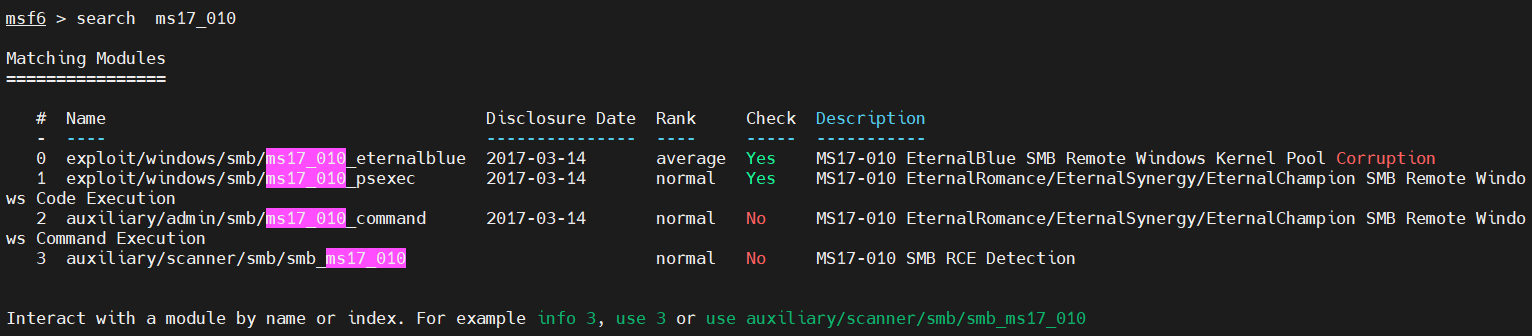 msf6 > search  ms17_010

Matching Modules
================

   #  Name                                      Disclosure Date  Rank     Check  Description
   -  ----                                      ---------------  ----     -----  -----------
   0  exploit/windows/smb/ms17_010_eternalblue  2017-03-14       average  Yes    MS17-010 EternalBlue SMB Remote Windows Kernel Pool Corruption
   1  exploit/windows/smb/ms17_010_psexec       2017-03-14       normal   Yes    MS17-010 EternalRomance/EternalSynergy/EternalChampion SMB Remote Windo
ws Code Execution
   2  auxiliary/admin/smb/ms17_010_command      2017-03-14       normal   No     MS17-010 EternalRomance/EternalSynergy/EternalChampion SMB Remote Windo
ws Command Execution
   3  auxiliary/scanner/smb/smb_ms17_010                         normal   No     MS17-010 SMB RCE Detection

Interact with a module by name or index. For example info 3, use 3 or use auxiliary/scanner/smb/smb_ms17_010